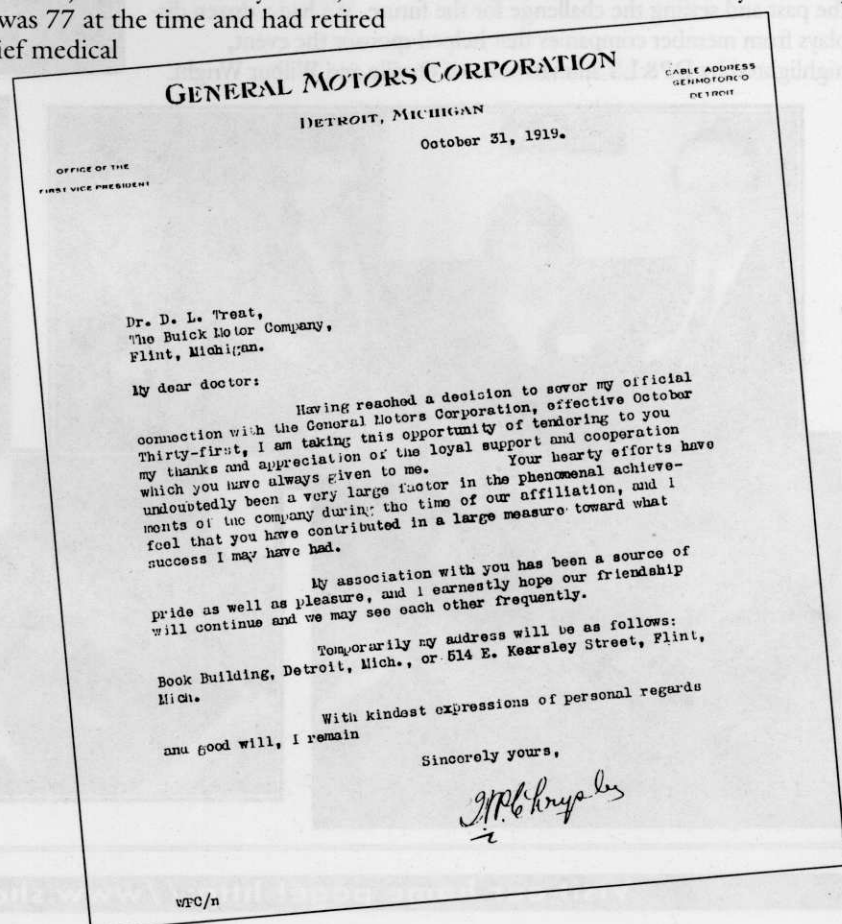 was 77 at the time and had retired
ief medical
GENERAL MOTORS CORPORATION
DETROIT, MICHIGAN
CABLE ADDRESS
GENMOTORCO
DETROIT
October 31, 1919.
OFFICE OF THE
FIRST VICE PRESIDENT
Dr. D. L. Treat,
The Buick Motor Company,
Flint, Michigan.
My dear doctor:
Having reached a decision to sever my official
connection with the General Motors Corporation, effective October
Thirty-first, I am taking this opportunity of tendering to you
my thanks and appreciation of the loyal support and cooperation
which you have always given to me. Your hearty efforts have
undoubtedly been a very large factor in the phenomenal achieve-
ments of the company during the time of our affiliation, and I
feel that you have contributed in a large measure toward what
success I may have had.
My association with you has been a source of
pride as well as pleasure, and I earnestly hope our friendship
will continue and we may see each other frequently.
Temporarily my address will be as follows:
Book Building, Detroit, Mich., or 514 E. Kearsley Street, Flint,
Mich.
With kindest expressions of personal regards
and good will, I remain
Sincerely yours,
W.P. Chrysler
WPC/n